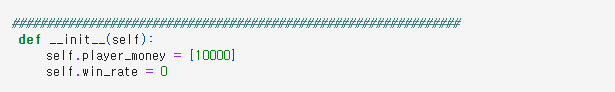 ##########################################################################
def __init__(self):
    self.player_money = [10000]
    self.win_rate = 0